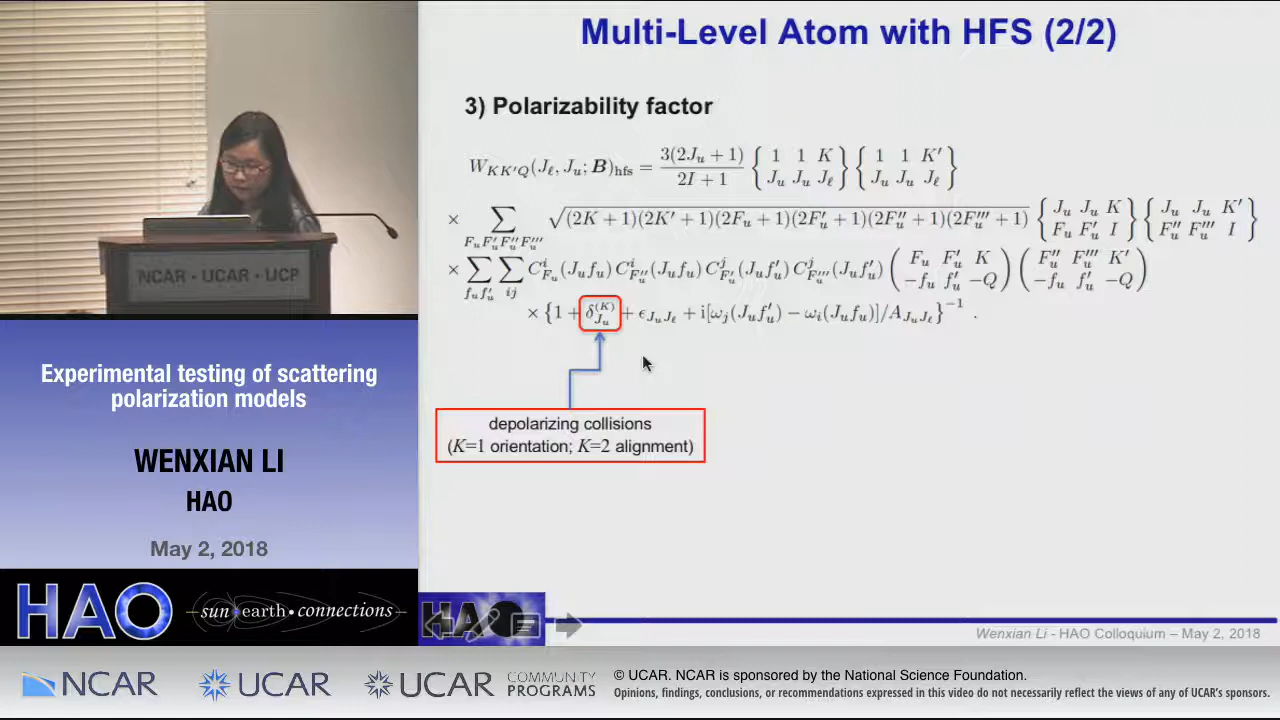 Multi-Level Atom with HFS (2/2)
3) Polarizability factor
W_{KK'Q}(J_ℓ, J_u; B)_{hfs} = \frac{3(2J_u + 1)}{2I + 1} { 1 1 K / J_u J_u J_ℓ } { 1 1 K' / J_u J_u J_ℓ }
× ∑_{F_u F'_u F''_u F'''_u} √(2K + 1)(2K' + 1)(2F_u + 1)(2F'_u + 1)(2F''_u + 1)(2F'''_u + 1) { J_u J_u K / F_u F'_u I } { J_u J_u K' / F''_u F'''_u I }
× ∑_{f_u f'_u} ∑_{ij} C^i_{F_u}(J_u f_u) C^i_{F''_u}(J_u f_u) C^j_{F'_u}(J_u f'_u) C^j_{F'''_u}(J_u f'_u) ( F_u F'_u K / −f_u f'_u −Q ) ( F''_u F'''_u K' / −f_u f'_u −Q )
× {1 + δ^{(K)}_{J_u} + ϵ_{J_u J_ℓ} + i[ω_j(J_u f'_u) − ω_i(J_u f_u)]/A_{J_u J_ℓ}}^{−1} .
depolarizing collisions
(K=1 orientation; K=2 alignment)
NCAR · UCAR · UCP
Experimental testing of scattering
polarization models
WENXIAN LI
HAO
May 2, 2018
HAO sun earth • connections
HAO
Wenxian Li - HAO Colloquium – May 2, 2018
NCAR UCAR UCAR COMMUNITY PROGRAMS
© UCAR. NCAR is sponsored by the National Science Foundation.
Opinions, findings, conclusions, or recommendations expressed in this video do not necessarily reflect the views of any of UCAR's sponsors.